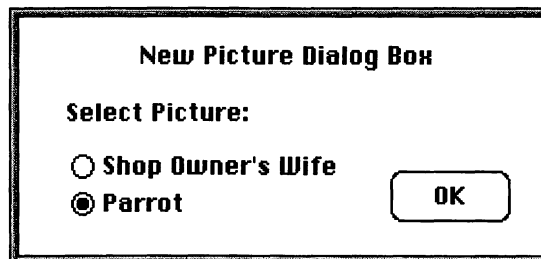 New Picture Dialog Box
Select Picture:
Shop Owner's Wife
Parrot
OK